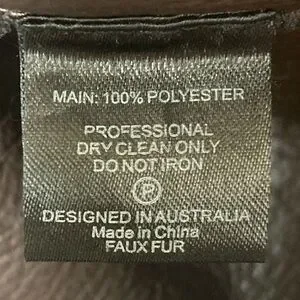 MAIN: 100% POLYESTER
PROFESSIONAL
DRY CLEAN ONLY
DO NOT IRON
P
DESIGNED IN AUSTRALIA
Made in China
FAUX FUR